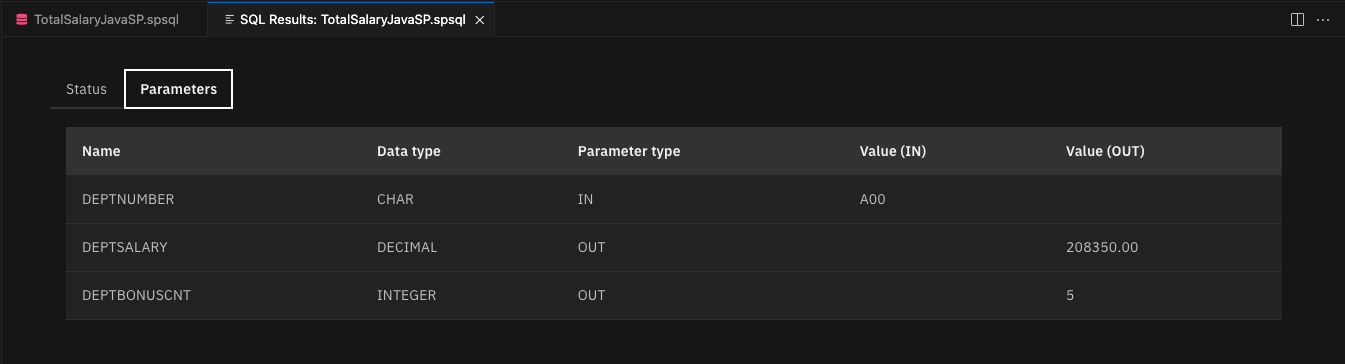 TotalSalaryJavaSP.spsql SQL Results: TotalSalaryJavaSP.spsql
Status Parameters
Name Data type Parameter type Value (IN) Value (OUT)
DEPTNUMBER CHAR IN A00
DEPTSALARY DECIMAL OUT 208350.00
DEPTBONUSCNT INTEGER OUT 5